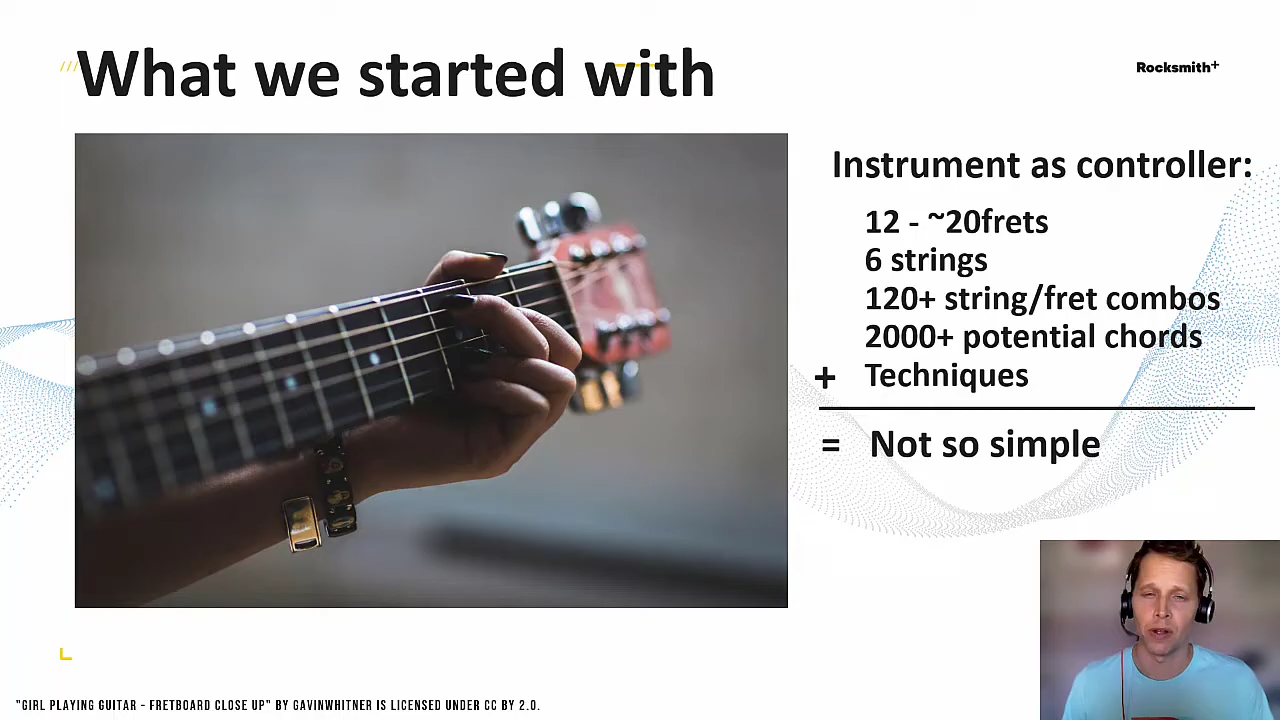 What we started with
Rocksmith+
Instrument as controller:
12 - ~20frets
6 strings
120+ string/fret combos
2000+ potential chords
+ Techniques
= Not so simple
"GIRL PLAYING GUITAR - FRETBOARD CLOSE UP" BY GAVINWHITNER IS LICENSED UNDER CC BY 2.0.